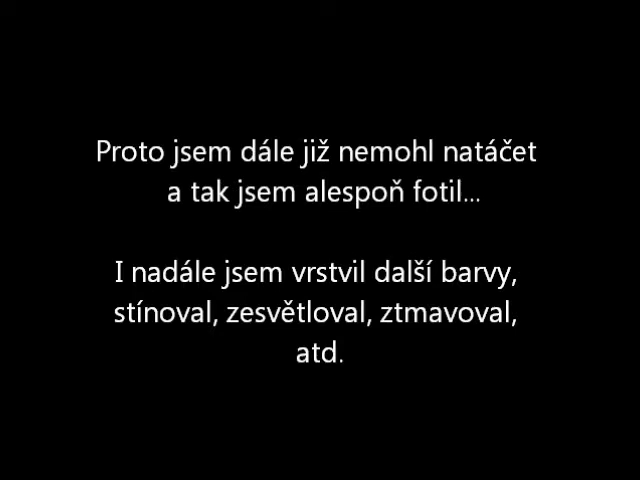 Proto jsem dále již nemohl natáčet
a tak jsem alespoň fotil...
I nadále jsem vrstvil další barvy,
stínoval, zesvětloval, ztmavoval,
atd.